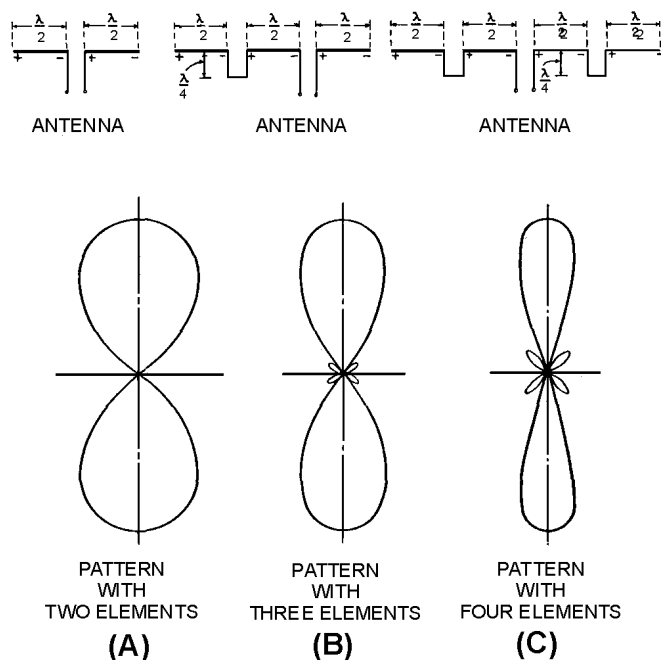 λ/2 λ/2 λ/2 λ/2 λ/2 λ/2 λ/2 λ/2 λ/2
+ - + - + - + - + - + - + - + - + -
λ/4 λ/4
ANTENNA ANTENNA ANTENNA
PATTERN PATTERN PATTERN
WITH WITH WITH
TWO ELEMENTS THREE ELEMENTS FOUR ELEMENTS
(A) (B) (C)